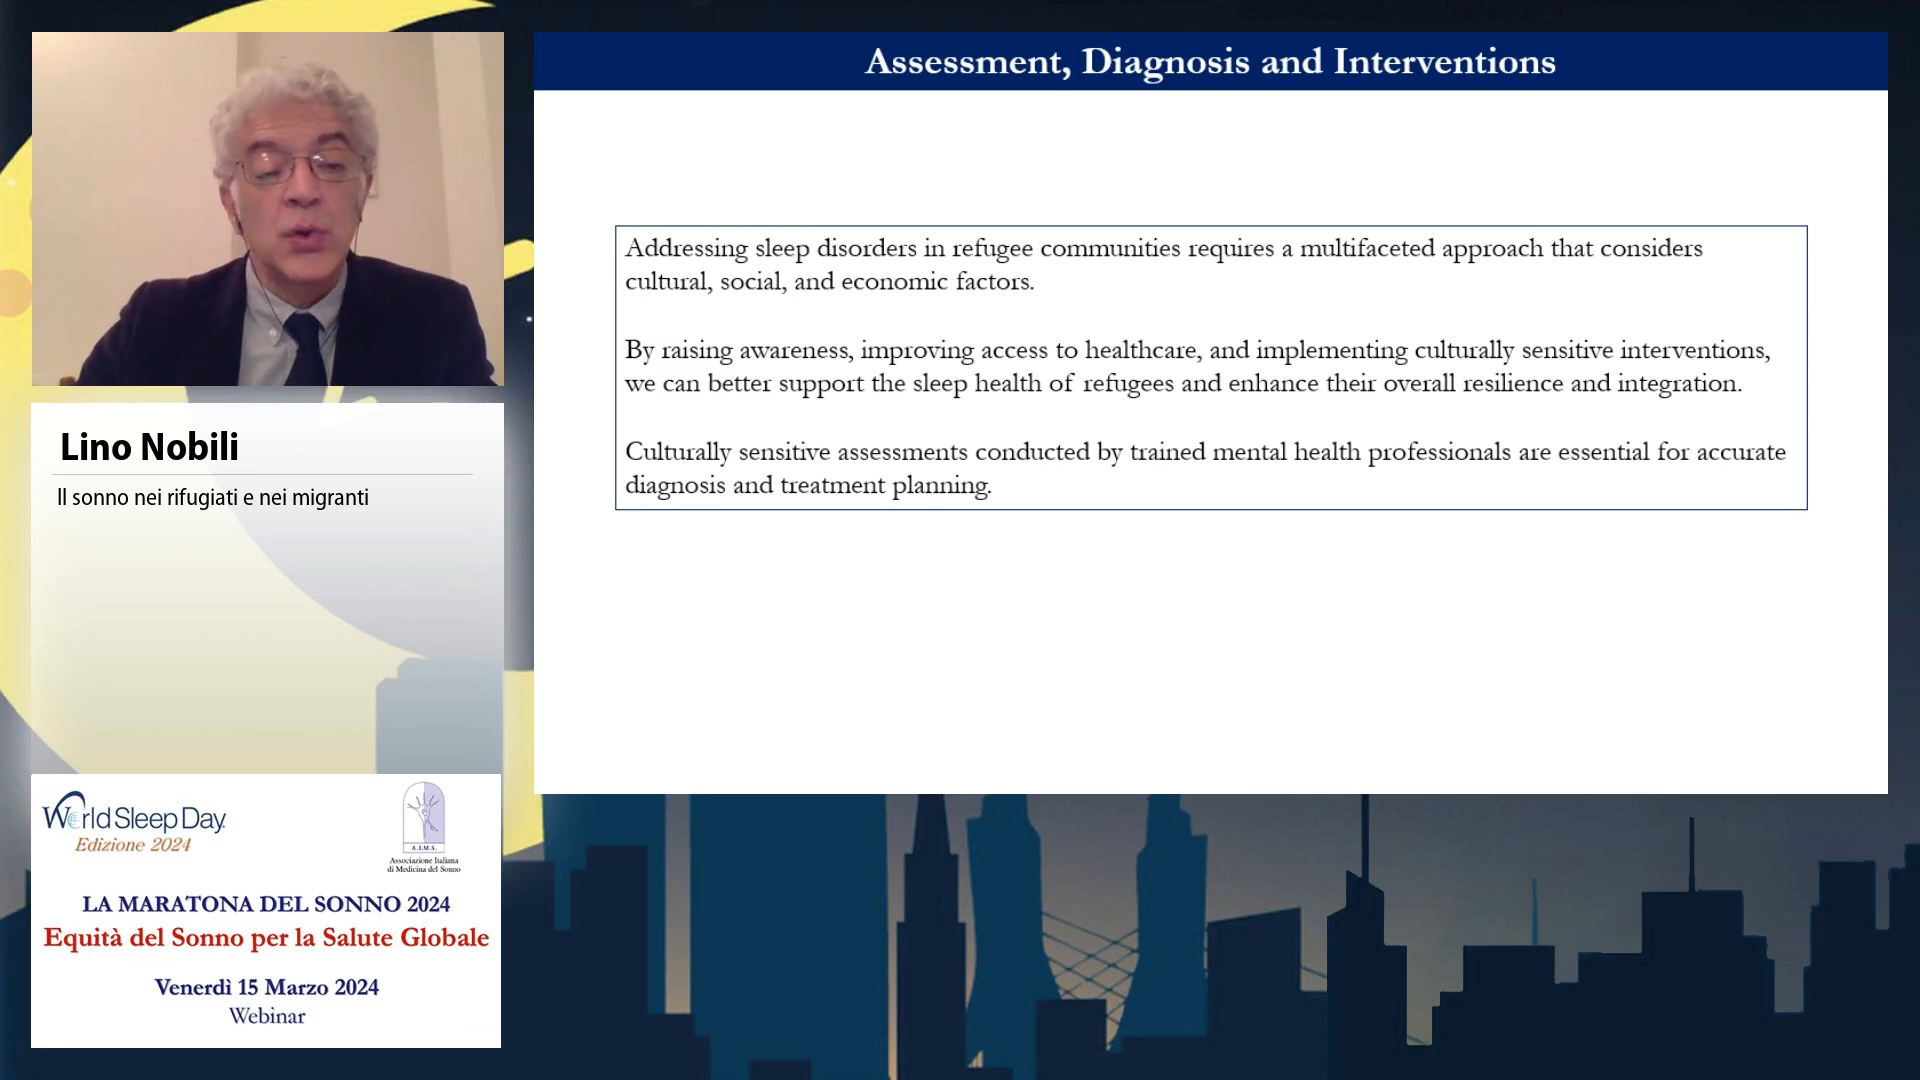 Assessment, Diagnosis and Interventions
Addressing sleep disorders in refugee communities requires a multifaceted approach that considers
cultural, social, and economic factors.
By raising awareness, improving access to healthcare, and implementing culturally sensitive interventions,
we can better support the sleep health of refugees and enhance their overall resilience and integration.
Culturally sensitive assessments conducted by trained mental health professionals are essential for accurate
diagnosis and treatment planning.
Lino Nobili
Il sonno nei rifugiati e nei migranti
World Sleep Day
Edizione 2024
A.I.M.S.
Associazione Italiana
di Medicina del Sonno
LA MARATONA DEL SONNO 2024
Equità del Sonno per la Salute Globale
Venerdì 15 Marzo 2024
Webinar